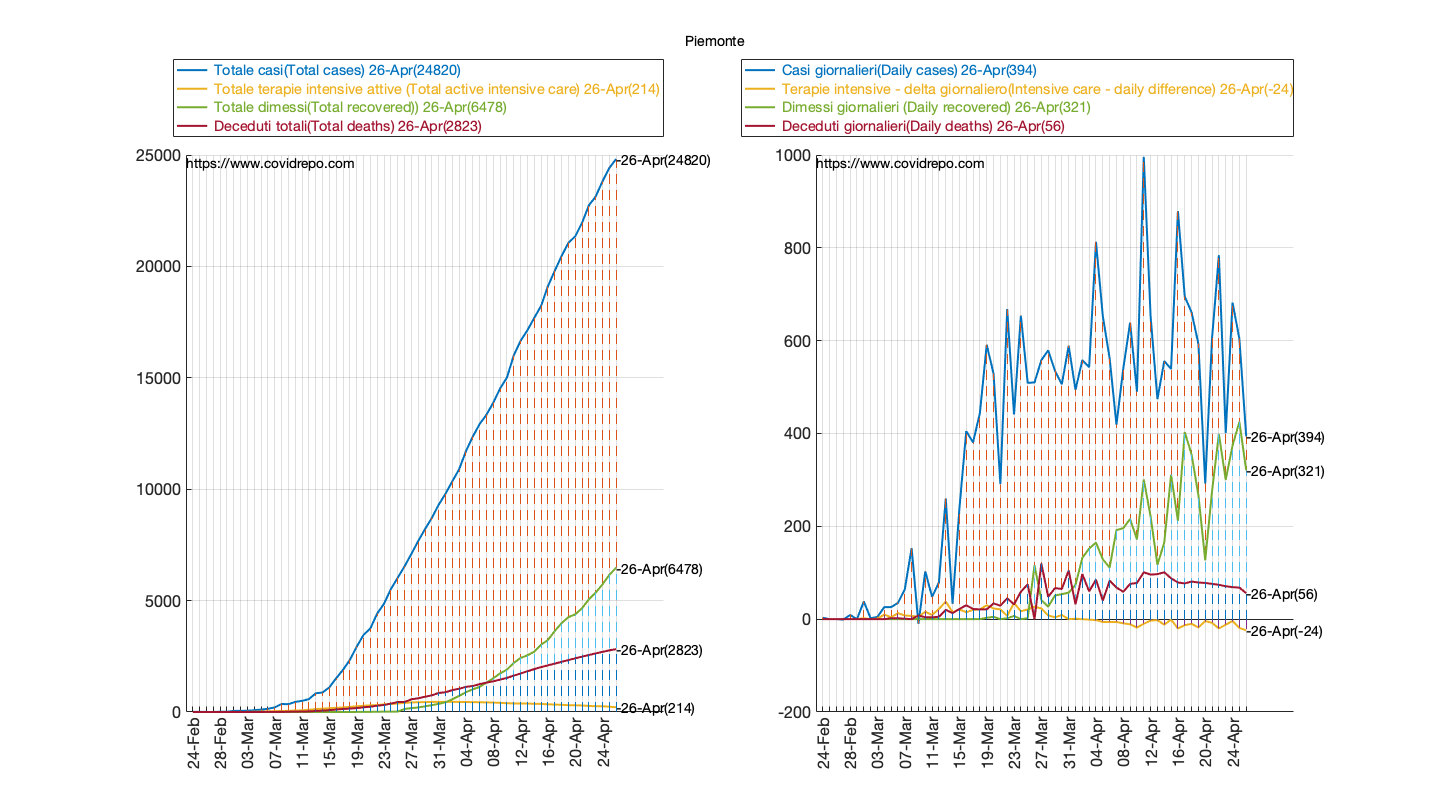 Piemonte
Totale casi(Total cases) 26-Apr(24820)
Totale terapie intensive attive (Total active intensive care) 26-Apr(214)
Totale dimessi(Total recovered)) 26-Apr(6478)
Deceduti totali(Total deaths) 26-Apr(2823)
25000
https://www.covidrepo.com
26-Apr(24820)
20000
15000
10000
26-Apr(6478)
5000
26-Apr(2823)
26-Apr(214)
0
24-Feb
28-Feb
03-Mar
07-Mar
11-Mar
15-Mar
19-Mar
23-Mar
27-Mar
31-Mar
04-Apr
08-Apr
12-Apr
16-Apr
20-Apr
24-Apr
Casi giornalieri(Daily cases) 26-Apr(394)
Terapie intensive - delta giornaliero(Intensive care - daily difference) 26-Apr(-24)
Dimessi giornalieri (Daily recovered) 26-Apr(321)
Deceduti giornalieri(Daily deaths) 26-Apr(56)
1000
https://www.covidrepo.com
800
600
400
26-Apr(394)
26-Apr(321)
200
26-Apr(56)
0
26-Apr(-24)
-200
24-Feb
28-Feb
03-Mar
07-Mar
11-Mar
15-Mar
19-Mar
23-Mar
27-Mar
31-Mar
04-Apr
08-Apr
12-Apr
16-Apr
20-Apr
24-Apr